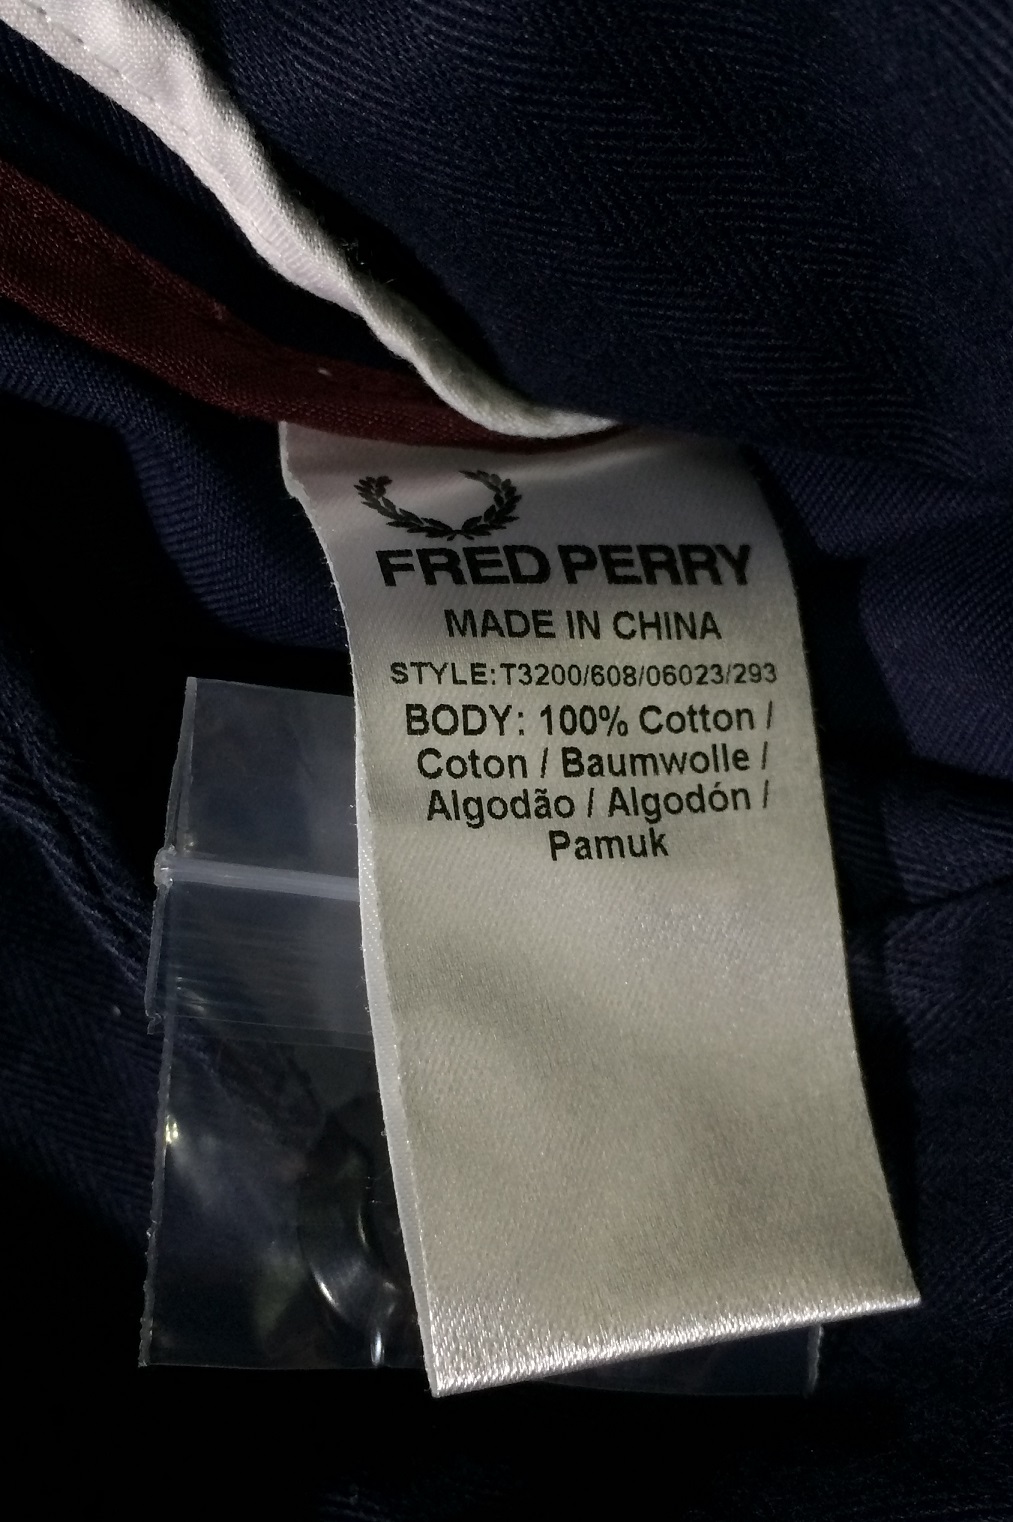 FRED PERRY
MADE IN CHINA
STYLE:T3200/608/06023/293
BODY: 100% Cotton /
Coton / Baumwolle /
Algodão / Algodón /
Pamuk